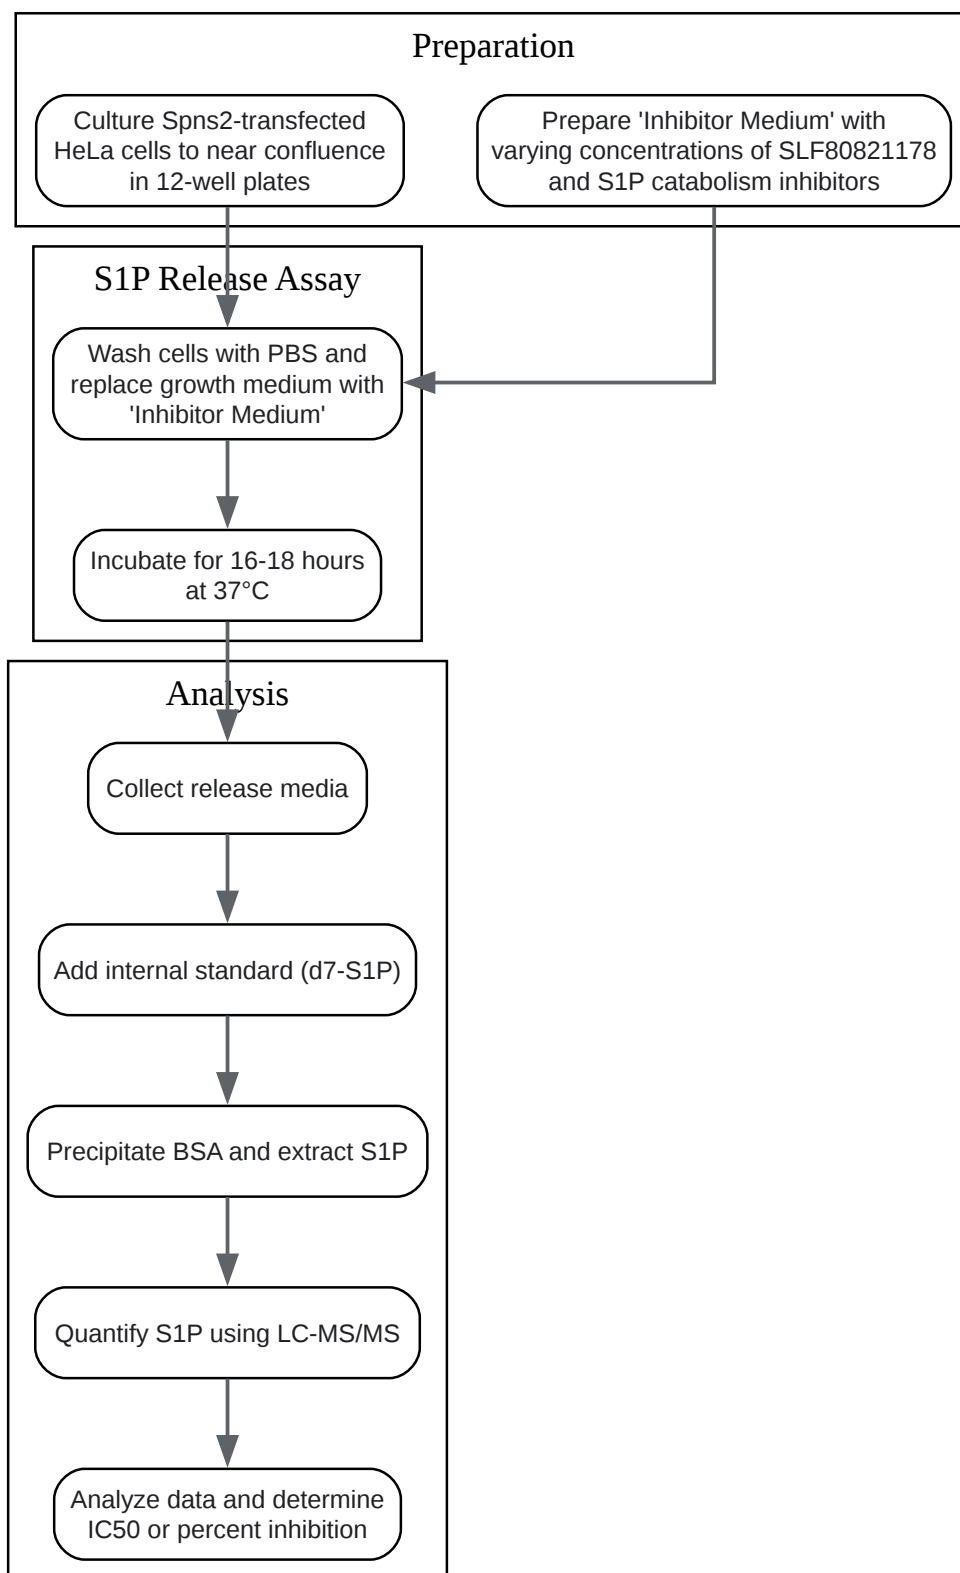 Preparation
Culture Spns2-transfected
HeLa cells to near confluence
in 12-well plates
Prepare 'Inhibitor Medium' with
varying concentrations of SLF80821178
and S1P catabolism inhibitors
S1P Release Assay
Wash cells with PBS and
replace growth medium with
'Inhibitor Medium'
Incubate for 16-18 hours
at 37°C
Analysis
Collect release media
Add internal standard (d7-S1P)
Precipitate BSA and extract S1P
Quantify S1P using LC-MS/MS
Analyze data and determine
IC50 or percent inhibition